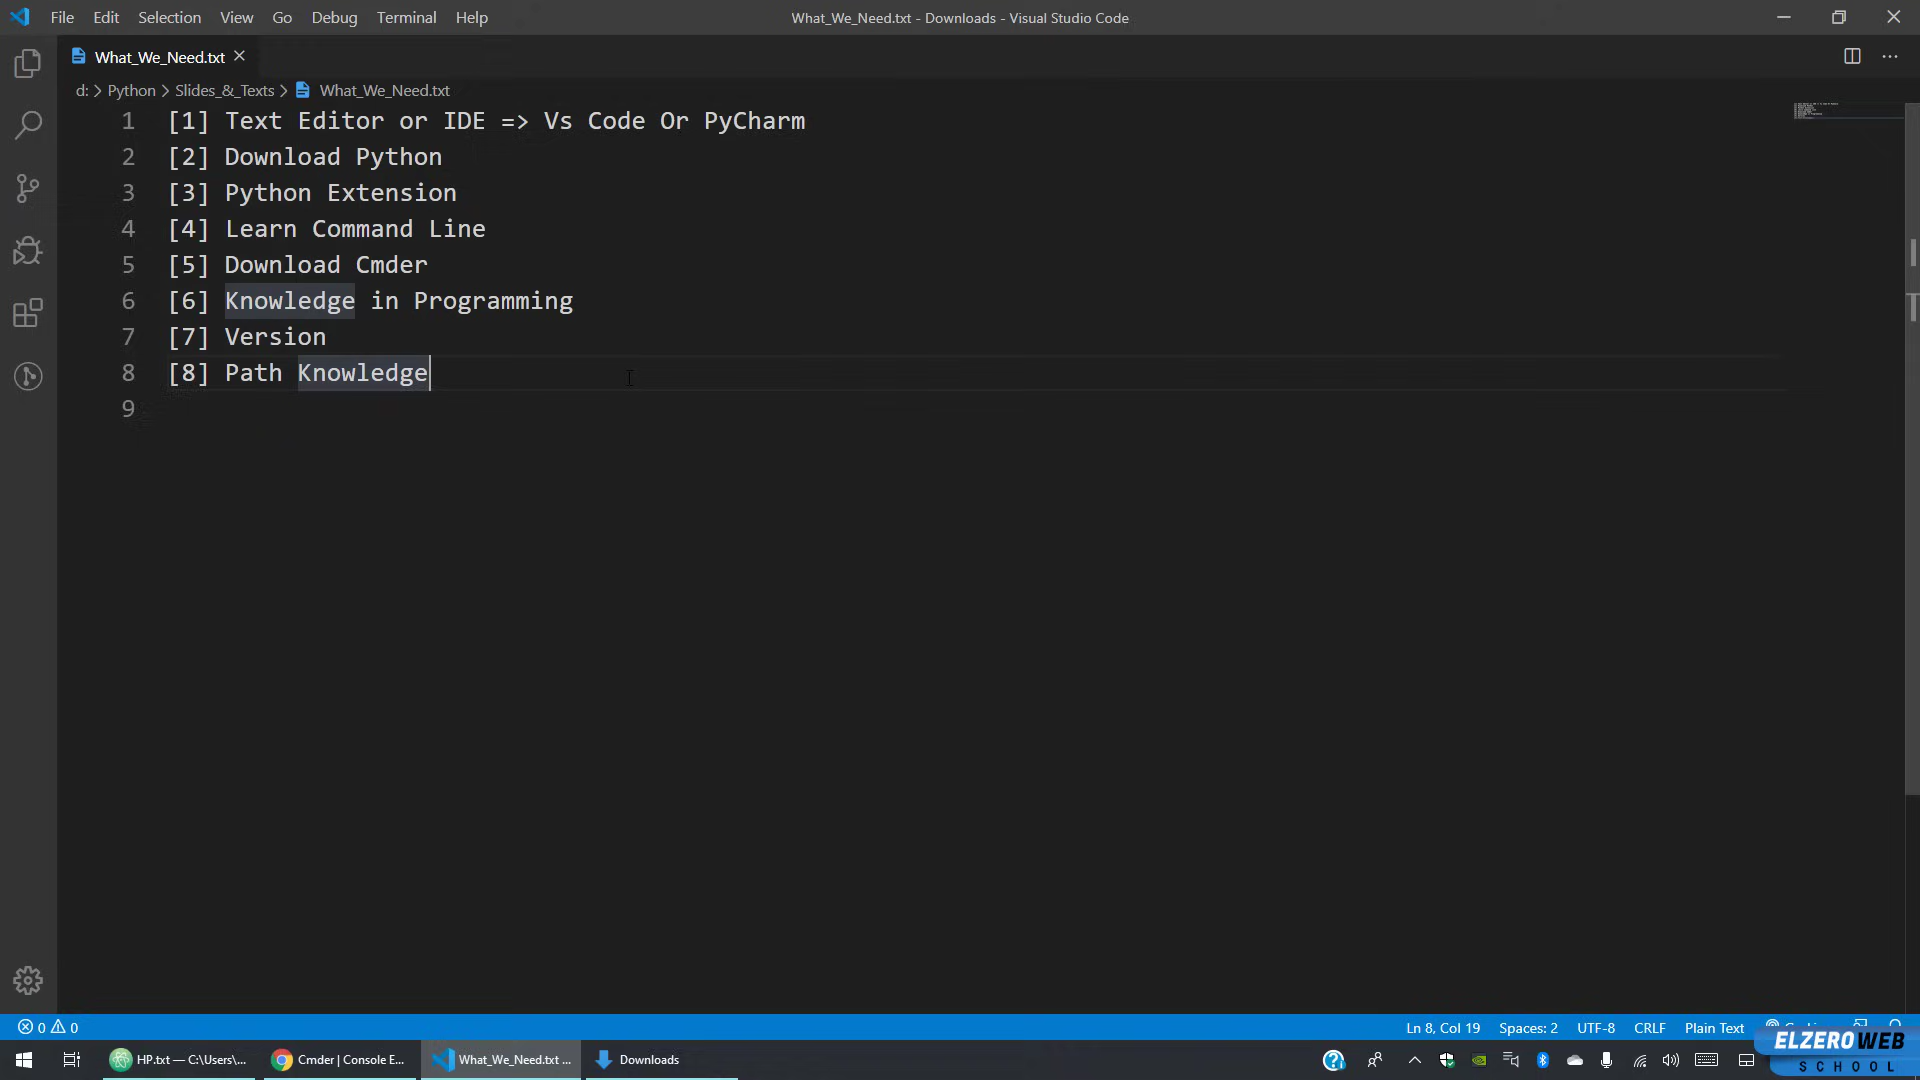 File Edit Selection View Go Debug Terminal Help
What_We_Need.txt - Downloads - Visual Studio Code
What_We_Need.txt
d: > Python > Slides_&_Texts > What_We_Need.txt
1 [1] Text Editor or IDE => Vs Code Or PyCharm
2 [2] Download Python
3 [3] Python Extension
4 [4] Learn Command Line
5 [5] Download Cmder
6 [6] Knowledge in Programming
7 [7] Version
8 [8] Path Knowledge
9
0 0
Ln 8, Col 19 Spaces: 2 UTF-8 CRLF Plain Text
HP.txt — C:\Users\... Cmder | Console E... What_We_Need.txt ... Downloads
ELZEROWEB
SCHOOL